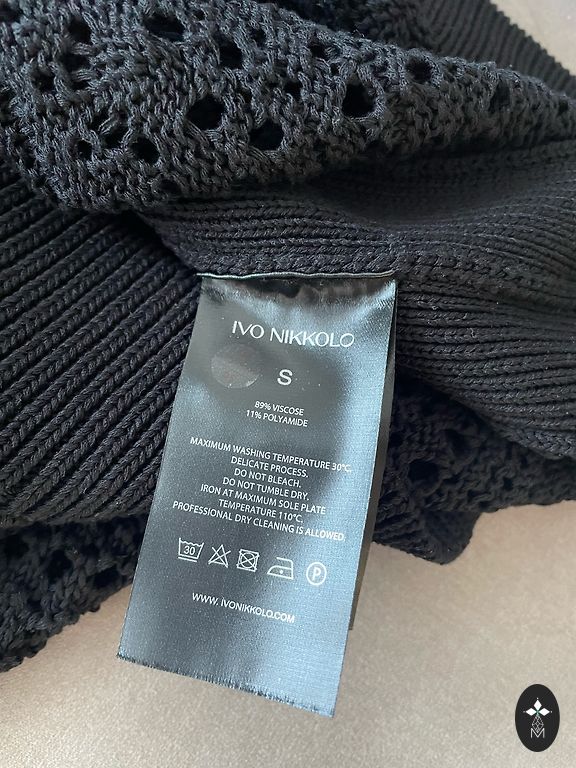 IVO NIKKOLO
S
89% VISCOSE
11% POLYAMIDE
MAXIMUM WASHING TEMPERATURE 30°C.
DELICATE PROCESS.
DO NOT BLEACH.
DO NOT TUMBLE DRY.
IRON AT MAXIMUM SOLE PLATE
TEMPERATURE 110°C.
PROFESSIONAL DRY CLEANING IS ALLOWED.
30
P
WWW.IVONIKKOLO.COM
M